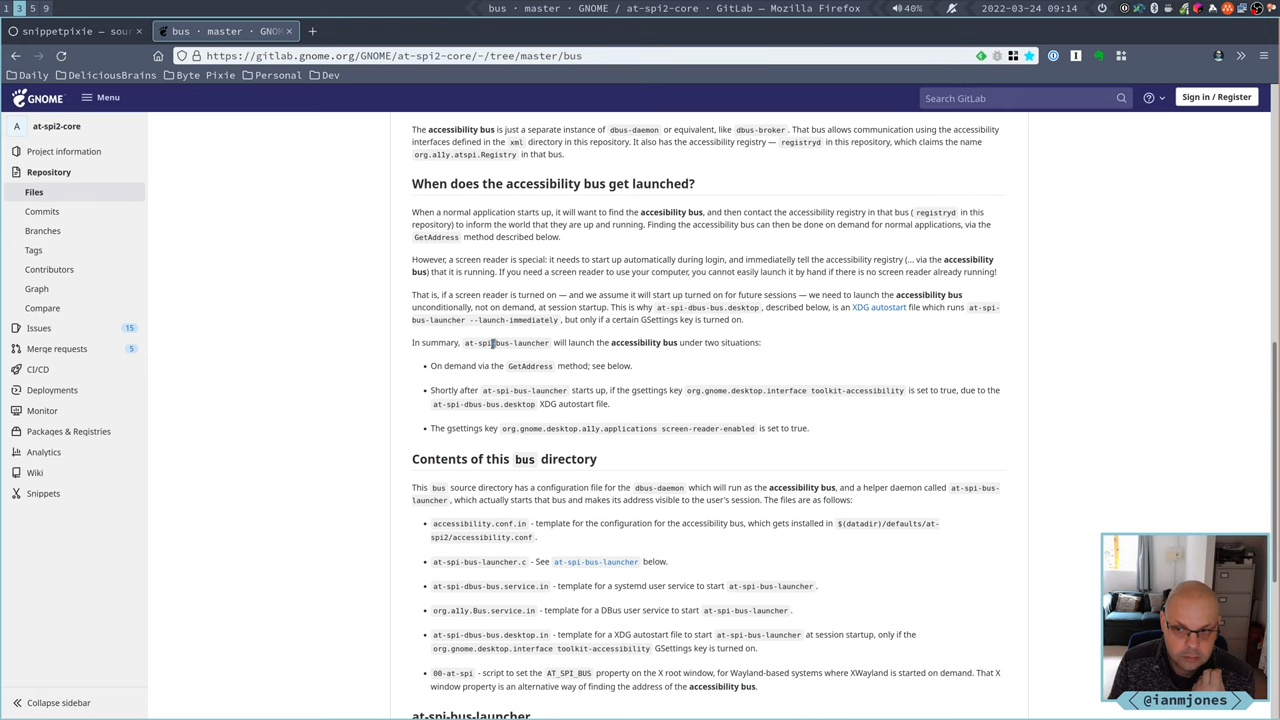 1 3 5 9
bus · master · GNOME / at-spi2-core · GitLab — Mozilla Firefox
40%
2022-03-24 09:14
snippetpixie — sour
bus · master · GNOM
https://gitlab.gnome.org/GNOME/at-spi2-core/-/tree/master/bus
Daily DeliciousBrains Byte Pixie Personal Dev
GNOME Menu Search GitLab Sign in / Register
A at-spi2-core
Project information
Repository
Files
Commits
Branches
Tags
Contributors
Graph
Compare
Issues 15
Merge requests 5
CI/CD
Deployments
Monitor
Packages & Registries
Analytics
Wiki
Snippets
Collapse sidebar
The accessibility bus is just a separate instance of dbus-daemon or equivalent, like dbus-broker. That bus allows communication using the accessibility
interfaces defined in the xml directory in this repository. It also has the accessibility registry — registryd in this repository, which claims the name
org.a11y.atspi.Registry in that bus.
When does the accessibility bus get launched?
When a normal application starts up, it will want to find the accesibility bus, and then contact the accessibility registry in that bus ( registryd in this
repository) to inform the world that they are up and running. Finding the accessibility bus can then be done on demand for normal applications, via the
GetAddress method described below.
However, a screen reader is special: it needs to start up automatically during login, and immediatelly tell the accessibility registry (... via the accessibility
bus) that it is running. If you need a screen reader to use your computer, you cannot easily launch it by hand if there is no screen reader already running!
That is, if a screen reader is turned on — and we assume it will start up turned on for future sessions — we need to launch the accessibility bus
unconditionally, not on demand, at session startup. This is why at-spi-dbus-bus.desktop, described below, is an XDG autostart file which runs at-spi-
bus-launcher --launch-immediately, but only if a certain GSettings key is turned on.
In summary, at-spi-bus-launcher will launch the accessibility bus under two situations:
• On demand via the GetAddress method; see below.
• Shortly after at-spi-bus-launcher starts up, if the gsettings key org.gnome.desktop.interface toolkit-accessibility is set to true, due to the
at-spi-dbus-bus.desktop XDG autostart file.
• The gsettings key org.gnome.desktop.a11y.applications screen-reader-enabled is set to true.
Contents of this bus directory
This bus source directory has a configuration file for the dbus-daemon which will run as the accessibility bus, and a helper daemon called at-spi-bus-
launcher, which actually starts that bus and makes its address visible to the user's session. The files are as follows:
• accessibility.conf.in - template for the configuration for the accessibility bus, which gets installed in $(datadir)/defaults/at-
spi2/accessibility.conf.
• at-spi-bus-launcher.c - See at-spi-bus-launcher below.
• at-spi-dbus-bus.service.in - template for a systemd user service to start at-spi-bus-launcher.
• org.a11y.Bus.service.in - template for a DBus user service to start at-spi-bus-launcher.
• at-spi-dbus-bus.desktop.in - template for a XDG autostart file to start at-spi-bus-launcher at session startup, only if the
org.gnome.desktop.interface toolkit-accessibility GSettings key is turned on.
• 00-at-spi - script to set the AT_SPI_BUS property on the X root window, for Wayland-based systems where XWayland is started on demand. That X
window property is an alternative way of finding the address of the accessibility bus.
at-spi-bus-launcher
@ianmjones